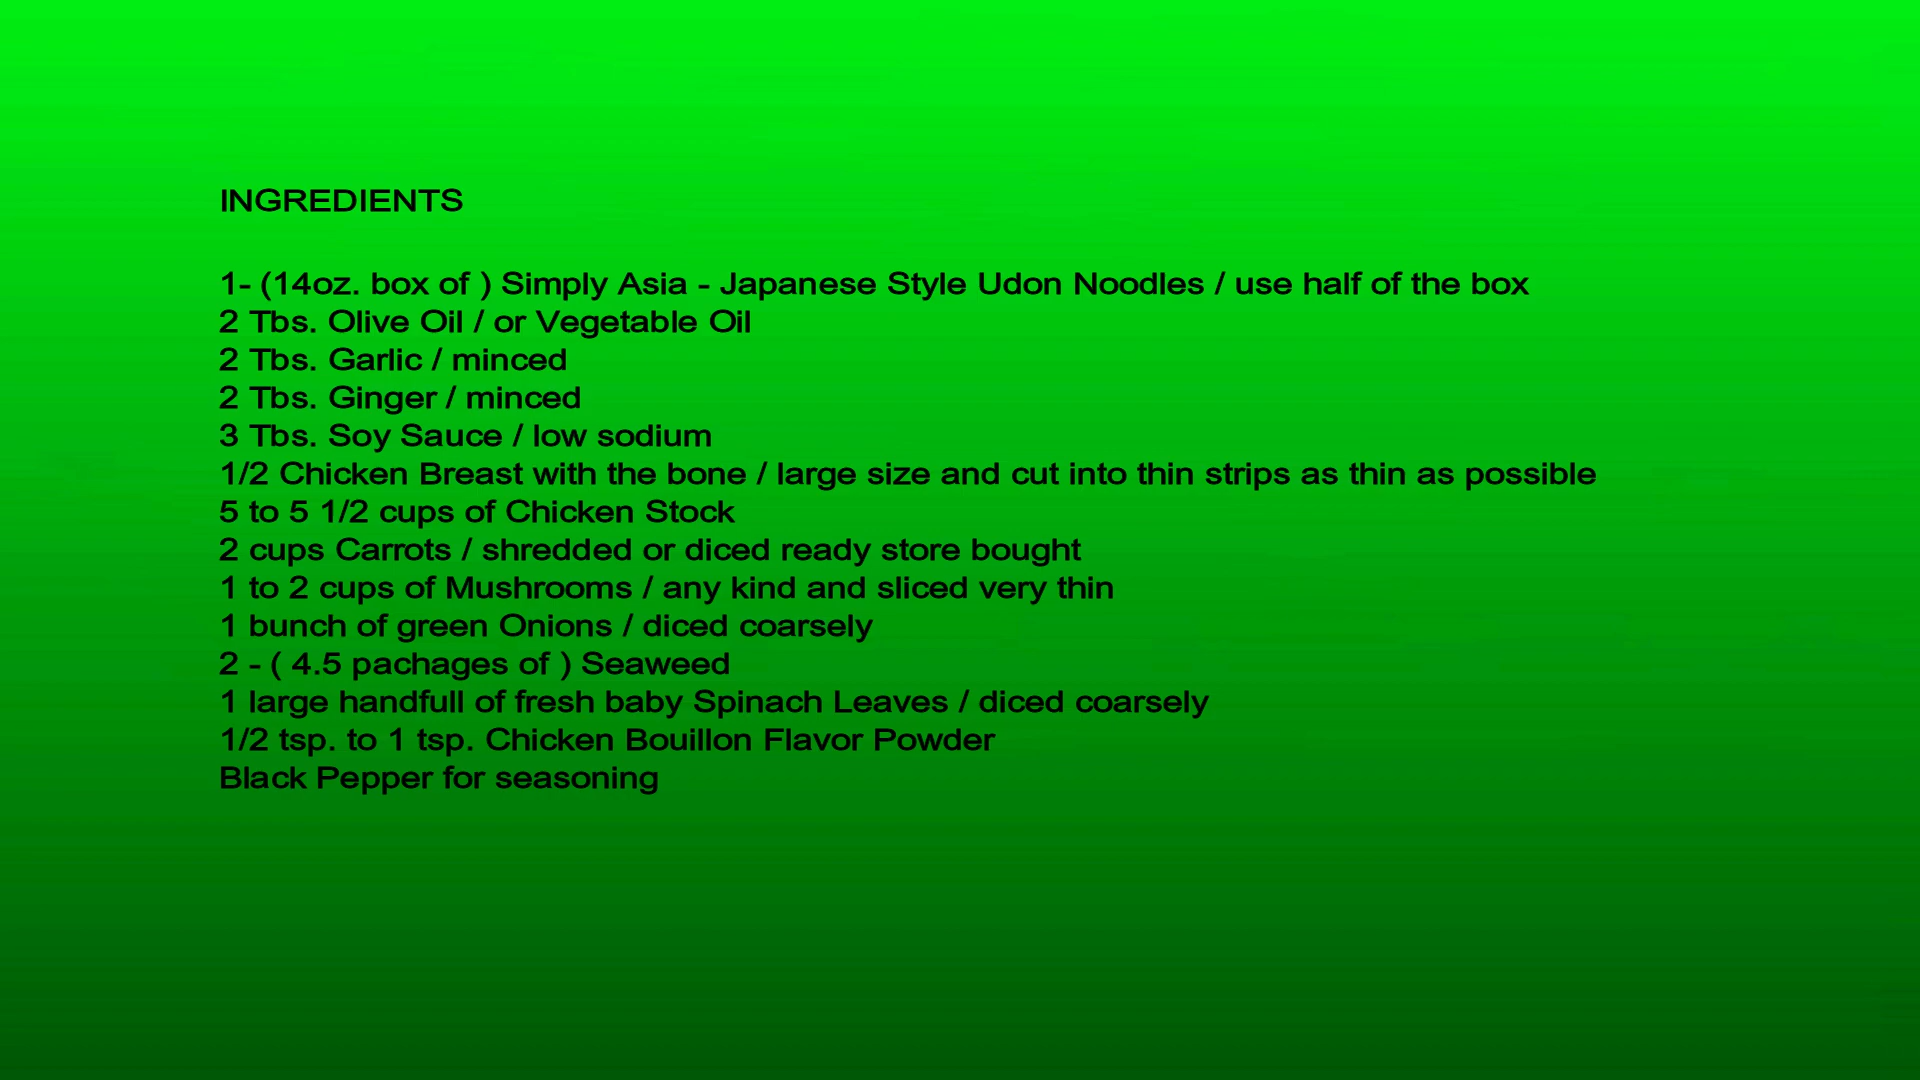 INGREDIENTS
1- (14oz. box of ) Simply Asia - Japanese Style Udon Noodles / use half of the box
2 Tbs. Olive Oil / or Vegetable Oil
2 Tbs. Garlic / minced
2 Tbs. Ginger / minced
3 Tbs. Soy Sauce / low sodium
1/2 Chicken Breast with the bone / large size and cut into thin strips as thin as possible
5 to 5 1/2 cups of Chicken Stock
2 cups Carrots / shredded or diced ready store bought
1 to 2 cups of Mushrooms / any kind and sliced very thin
1 bunch of green Onions / diced coarsely
2 - ( 4.5 pachages of ) Seaweed
1 large handfull of fresh baby Spinach Leaves / diced coarsely
1/2 tsp. to 1 tsp. Chicken Bouillon Flavor Powder
Black Pepper for seasoning